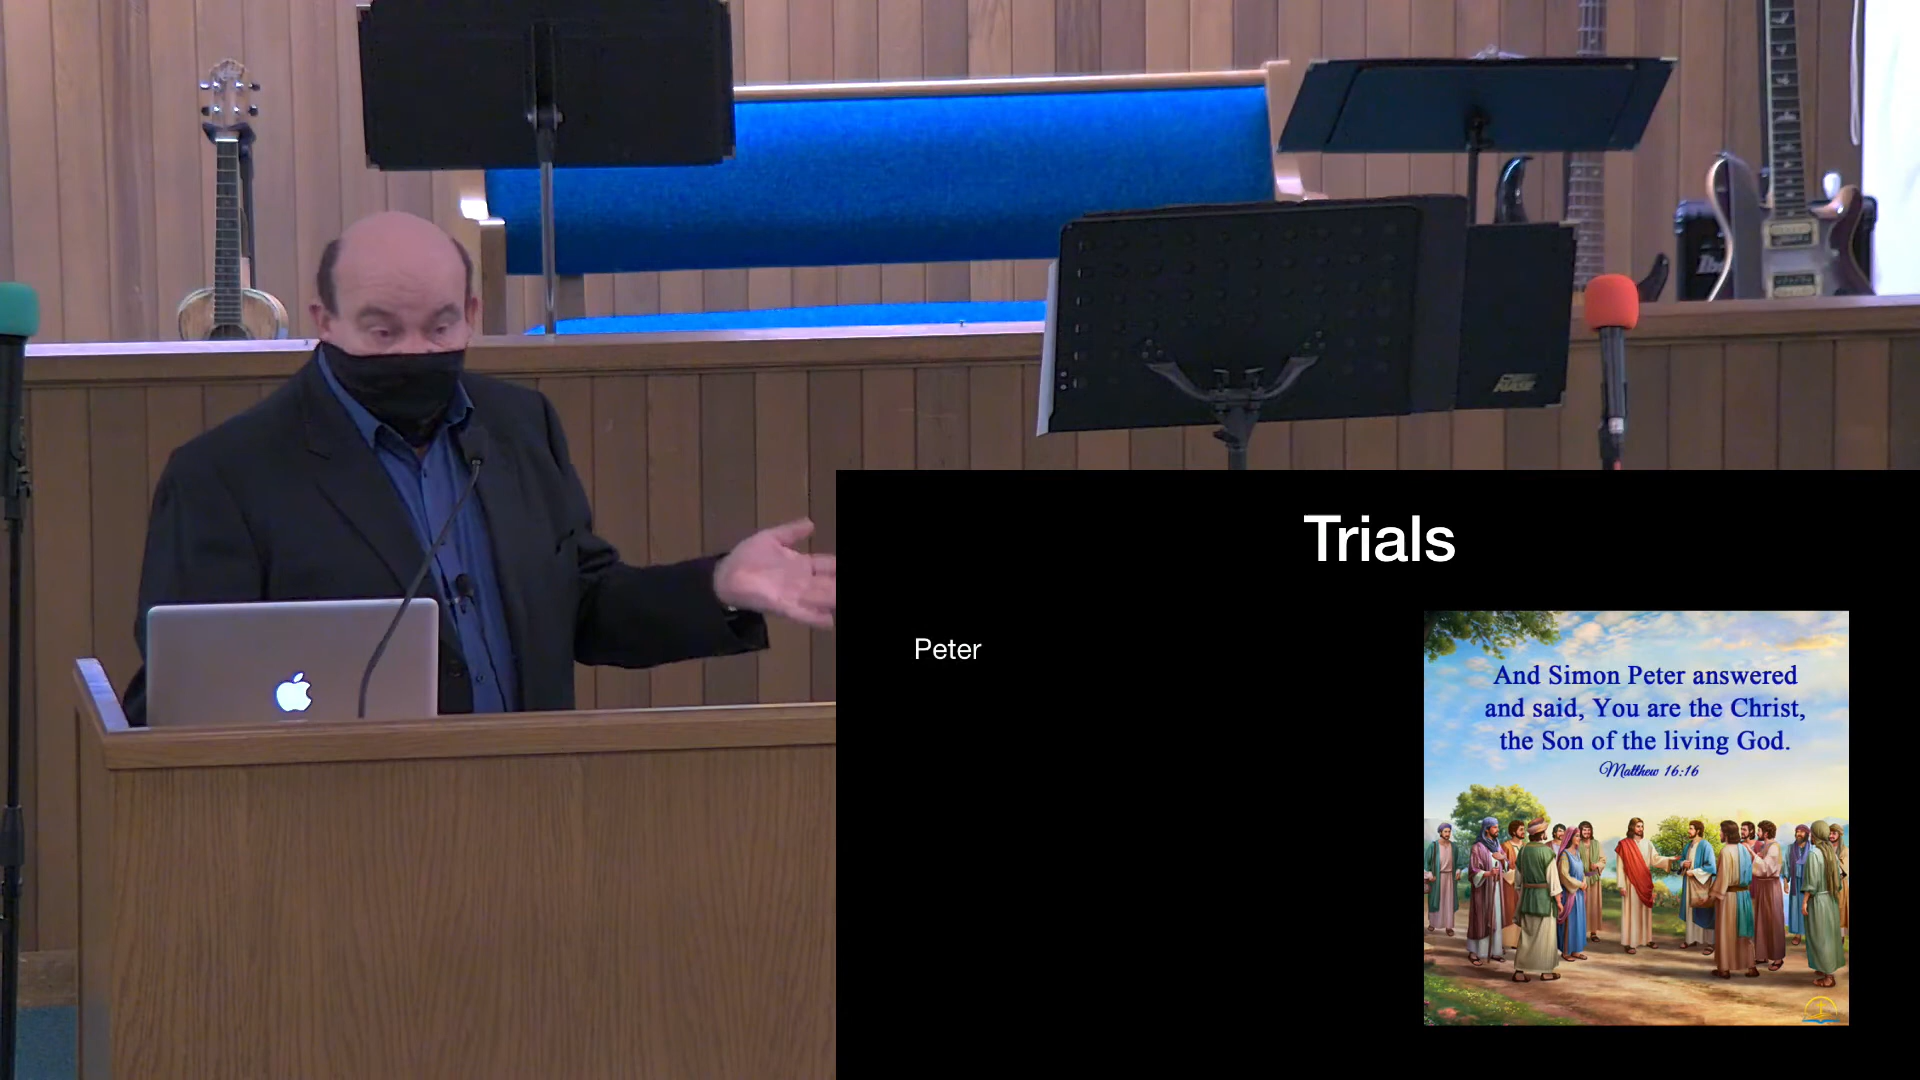 Trials
Peter
And Simon Peter answered
and said, You are the Christ,
the Son of the living God.
Matthew 16:16